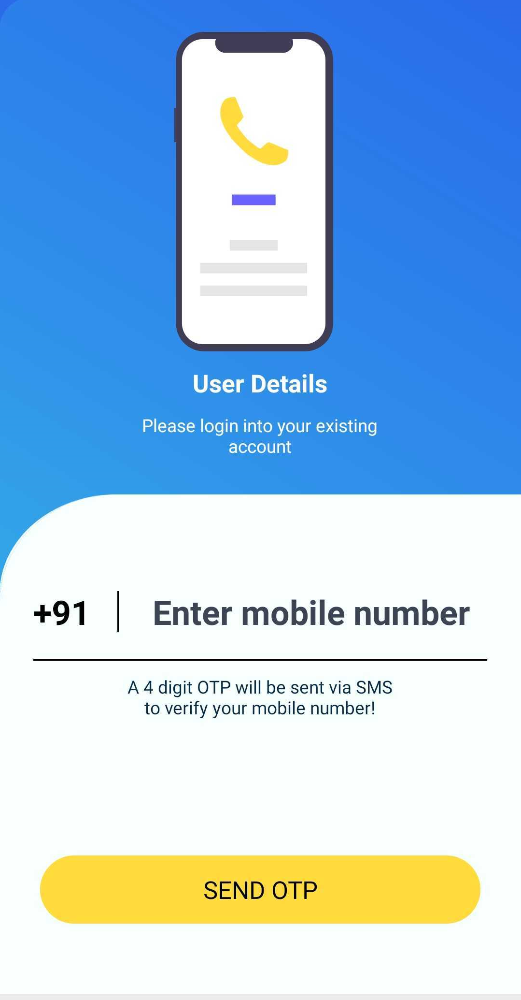 User Details
Please login into your existing
account
+91 Enter mobile number
A 4 digit OTP will be sent via SMS
to verify your mobile number!
SEND OTP